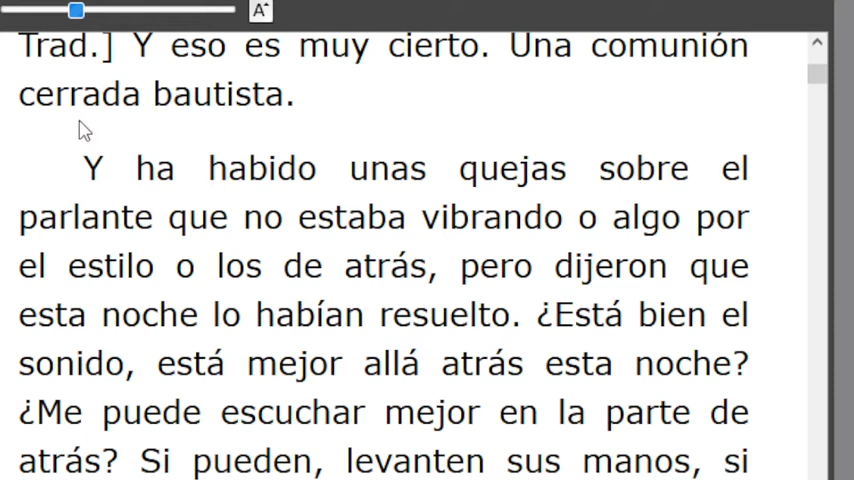 A
Trad.] Y eso es muy cierto. Una comunión
cerrada bautista.
Y ha habido unas quejas sobre el
parlante que no estaba vibrando o algo por
el estilo o los de atrás, pero dijeron que
esta noche lo habían resuelto. ¿Está bien el
sonido, está mejor allá atrás esta noche?
¿Me puede escuchar mejor en la parte de
atrás? Si pueden, levanten sus manos, si